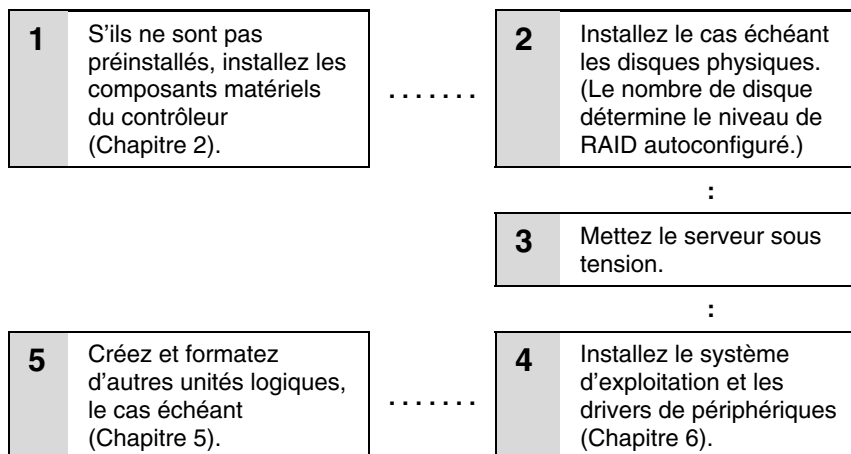 1
S'ils ne sont pas
préinstallés, installez les
composants matériels
du contrôleur
(Chapitre 2).
.......
2
Installez le cas échéant
les disques physiques.
(Le nombre de disque
détermine le niveau de
RAID autoconfiguré.)
:
3
Mettez le serveur sous
tension.
:
4
Installez le système
d'exploitation et les
drivers de périphériques
(Chapitre 6).
.......
5
Créez et formatez
d'autres unités logiques,
le cas échéant
(Chapitre 5).